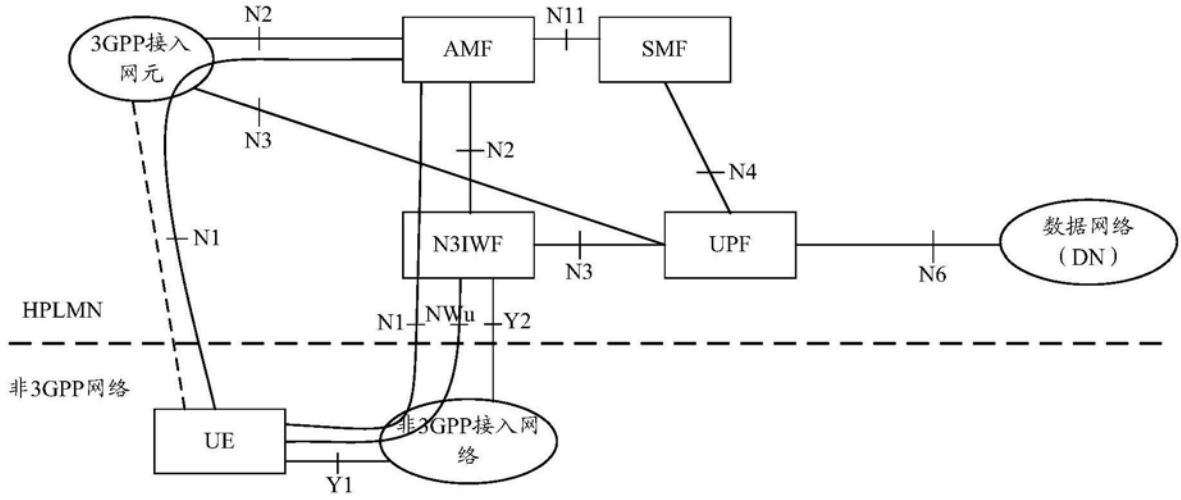 N2
N11
3GPP接入
网元
AMF
SMF
N3
N2
N4
N1
N3IWF
UPF
数据网络
（DN）
N3
N6
HPLMN
N1
NWu
Y2
非3GPP网络
UE
非3GPP接入网
络
Y1